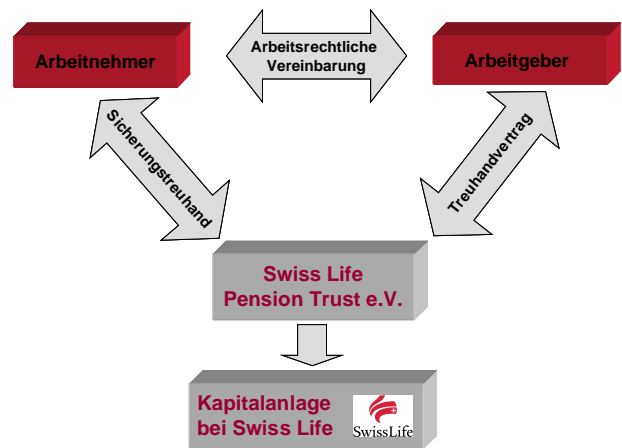 Arbeitnehmer
Arbeitsrechtliche
Vereinbarung
Arbeitgeber
Sicherungstreuhand
Treuhandvertrag
Swiss Life
Pension Trust e.V.
Kapitalanlage
bei Swiss Life
SwissLife